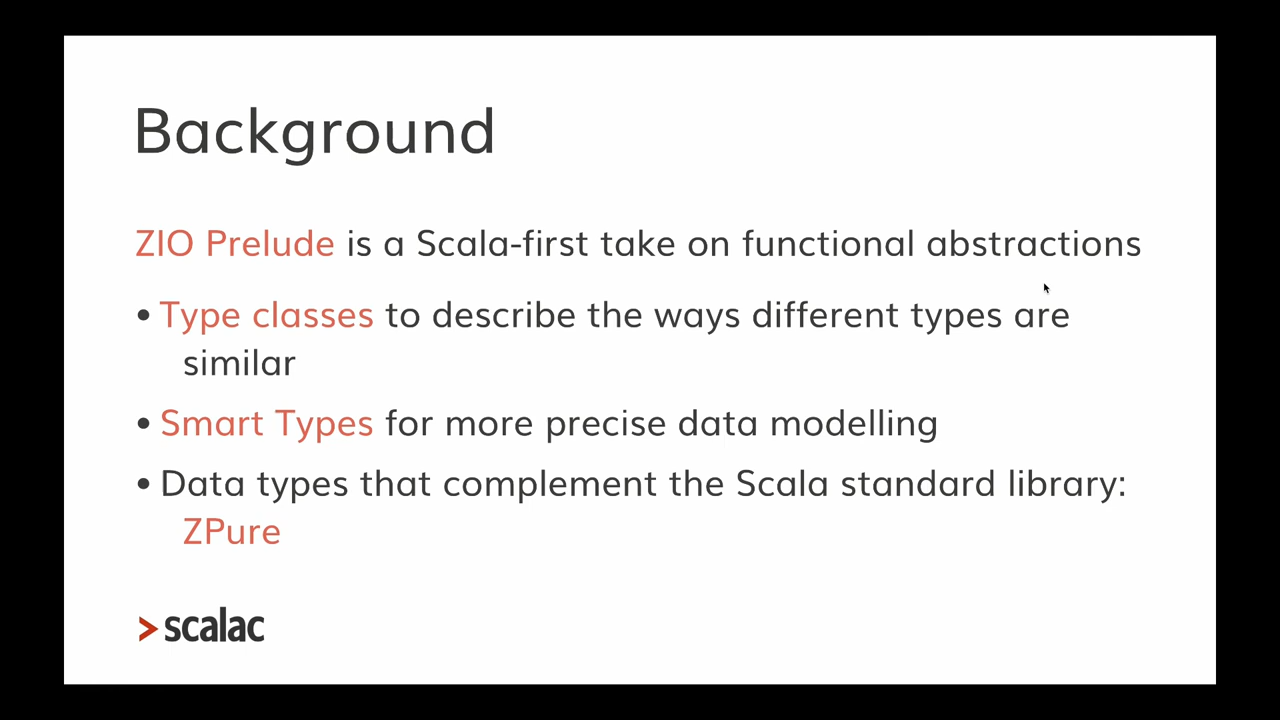 Background
ZIO Prelude is a Scala-first take on functional abstractions
• Type classes to describe the ways different types are
similar
• Smart Types for more precise data modelling
• Data types that complement the Scala standard library:
ZPure
>scalac